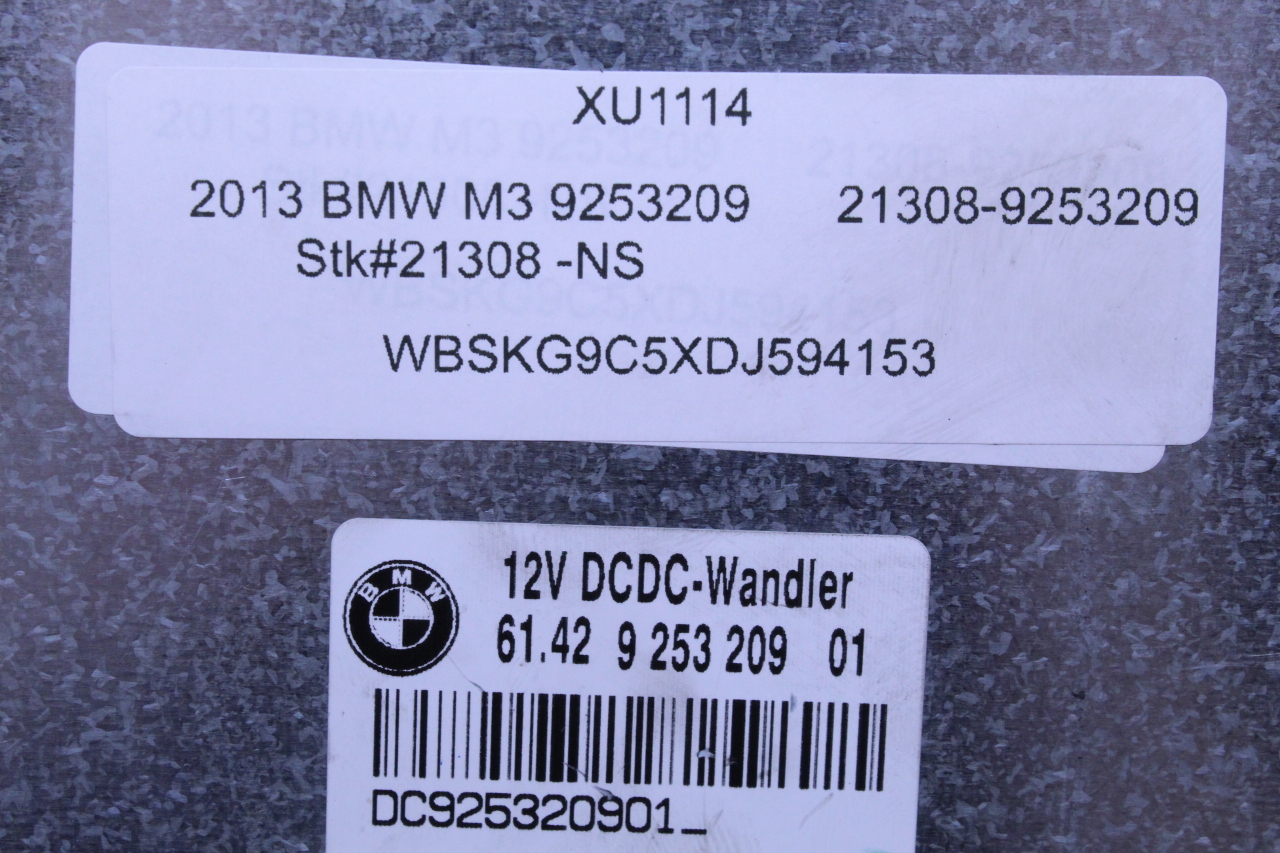 XU1114
2013 BMW M3 9253209 21308-9253209
Stk#21308 -NS
WBSKG9C5XDJ594153
BMW
12V DCDC-Wandler
61.42 9 253 209 01
DC925320901_